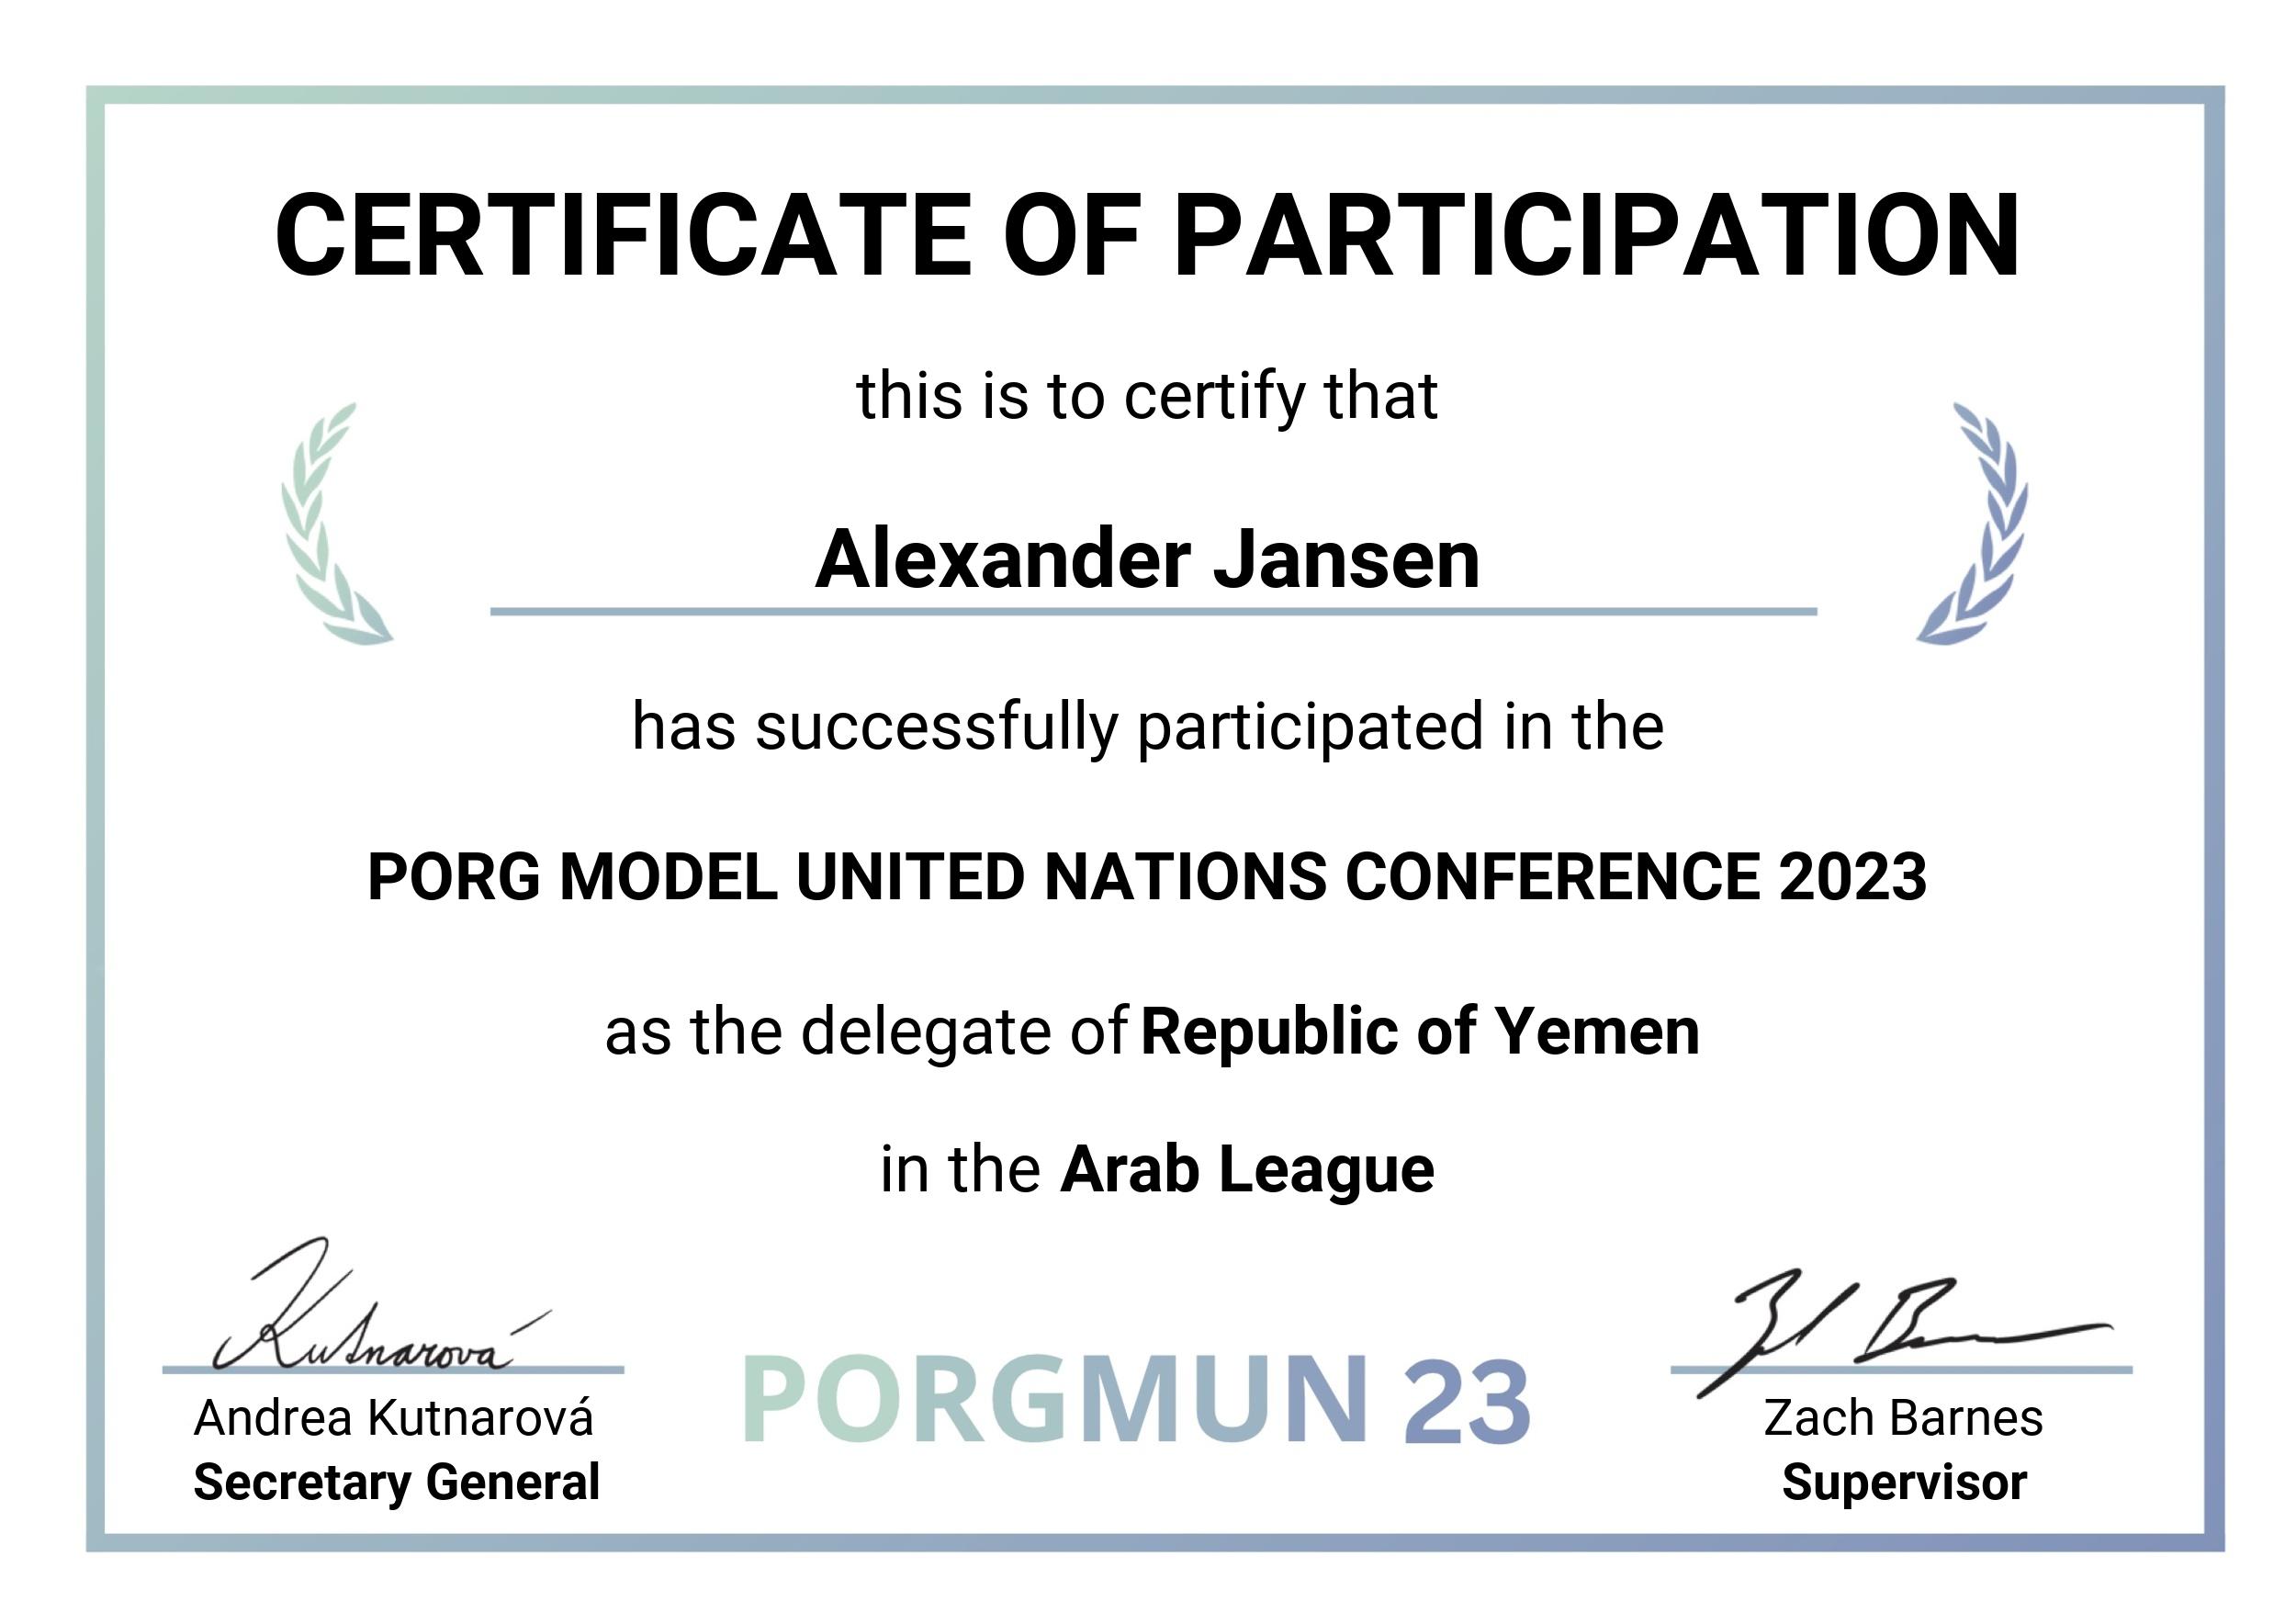 CERTIFICATE OF PARTICIPATION
this is to certify that
Alexander Jansen
has successfully participated in the
PORG MODEL UNITED NATIONS CONFERENCE 2023
as the delegate of Republic of Yemen
in the Arab League
Kutnarová
Andrea Kutnarová
Secretary General
PORGMUN 23
Zach Barnes
Supervisor